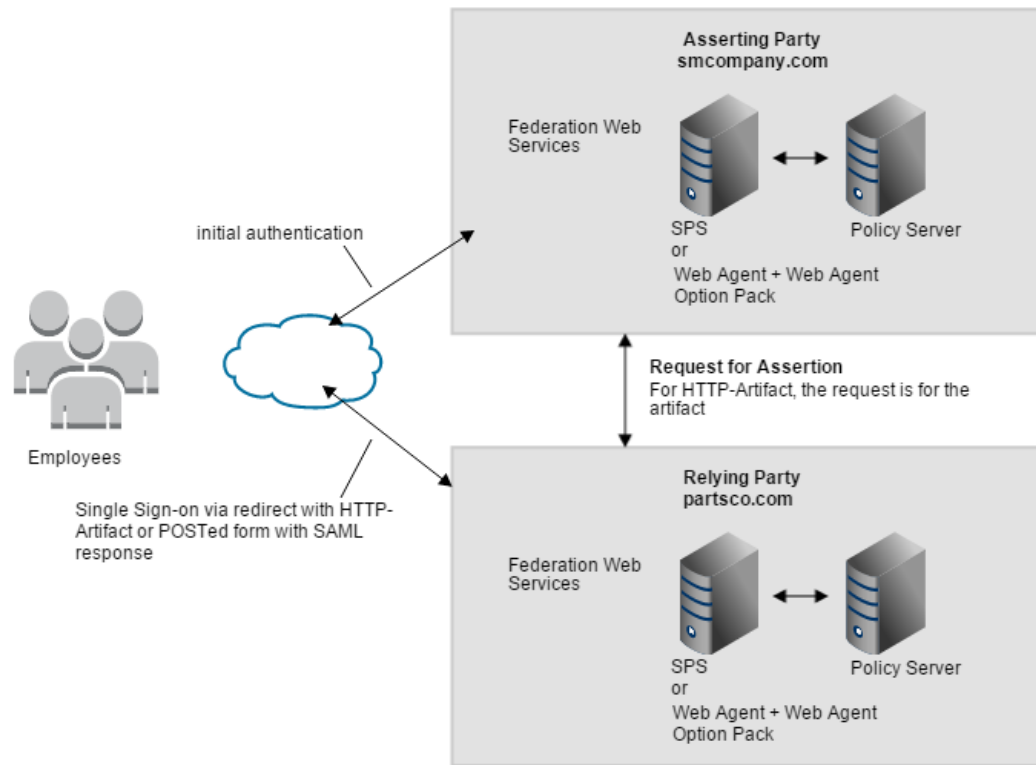 Asserting Party
smcompany.com
Federation Web
Services
SPS
or
Web Agent + Web Agent
Option Pack
Policy Server
initial authentication
Employees
Request for Assertion
For HTTP-Artifact, the request is for the
artifact
Single Sign-on via redirect with HTTP-
Artifact or POSTed form with SAML
response
Relying Party
partsco.com
Federation Web
Services
SPS
or
Web Agent + Web Agent
Option Pack
Policy Server